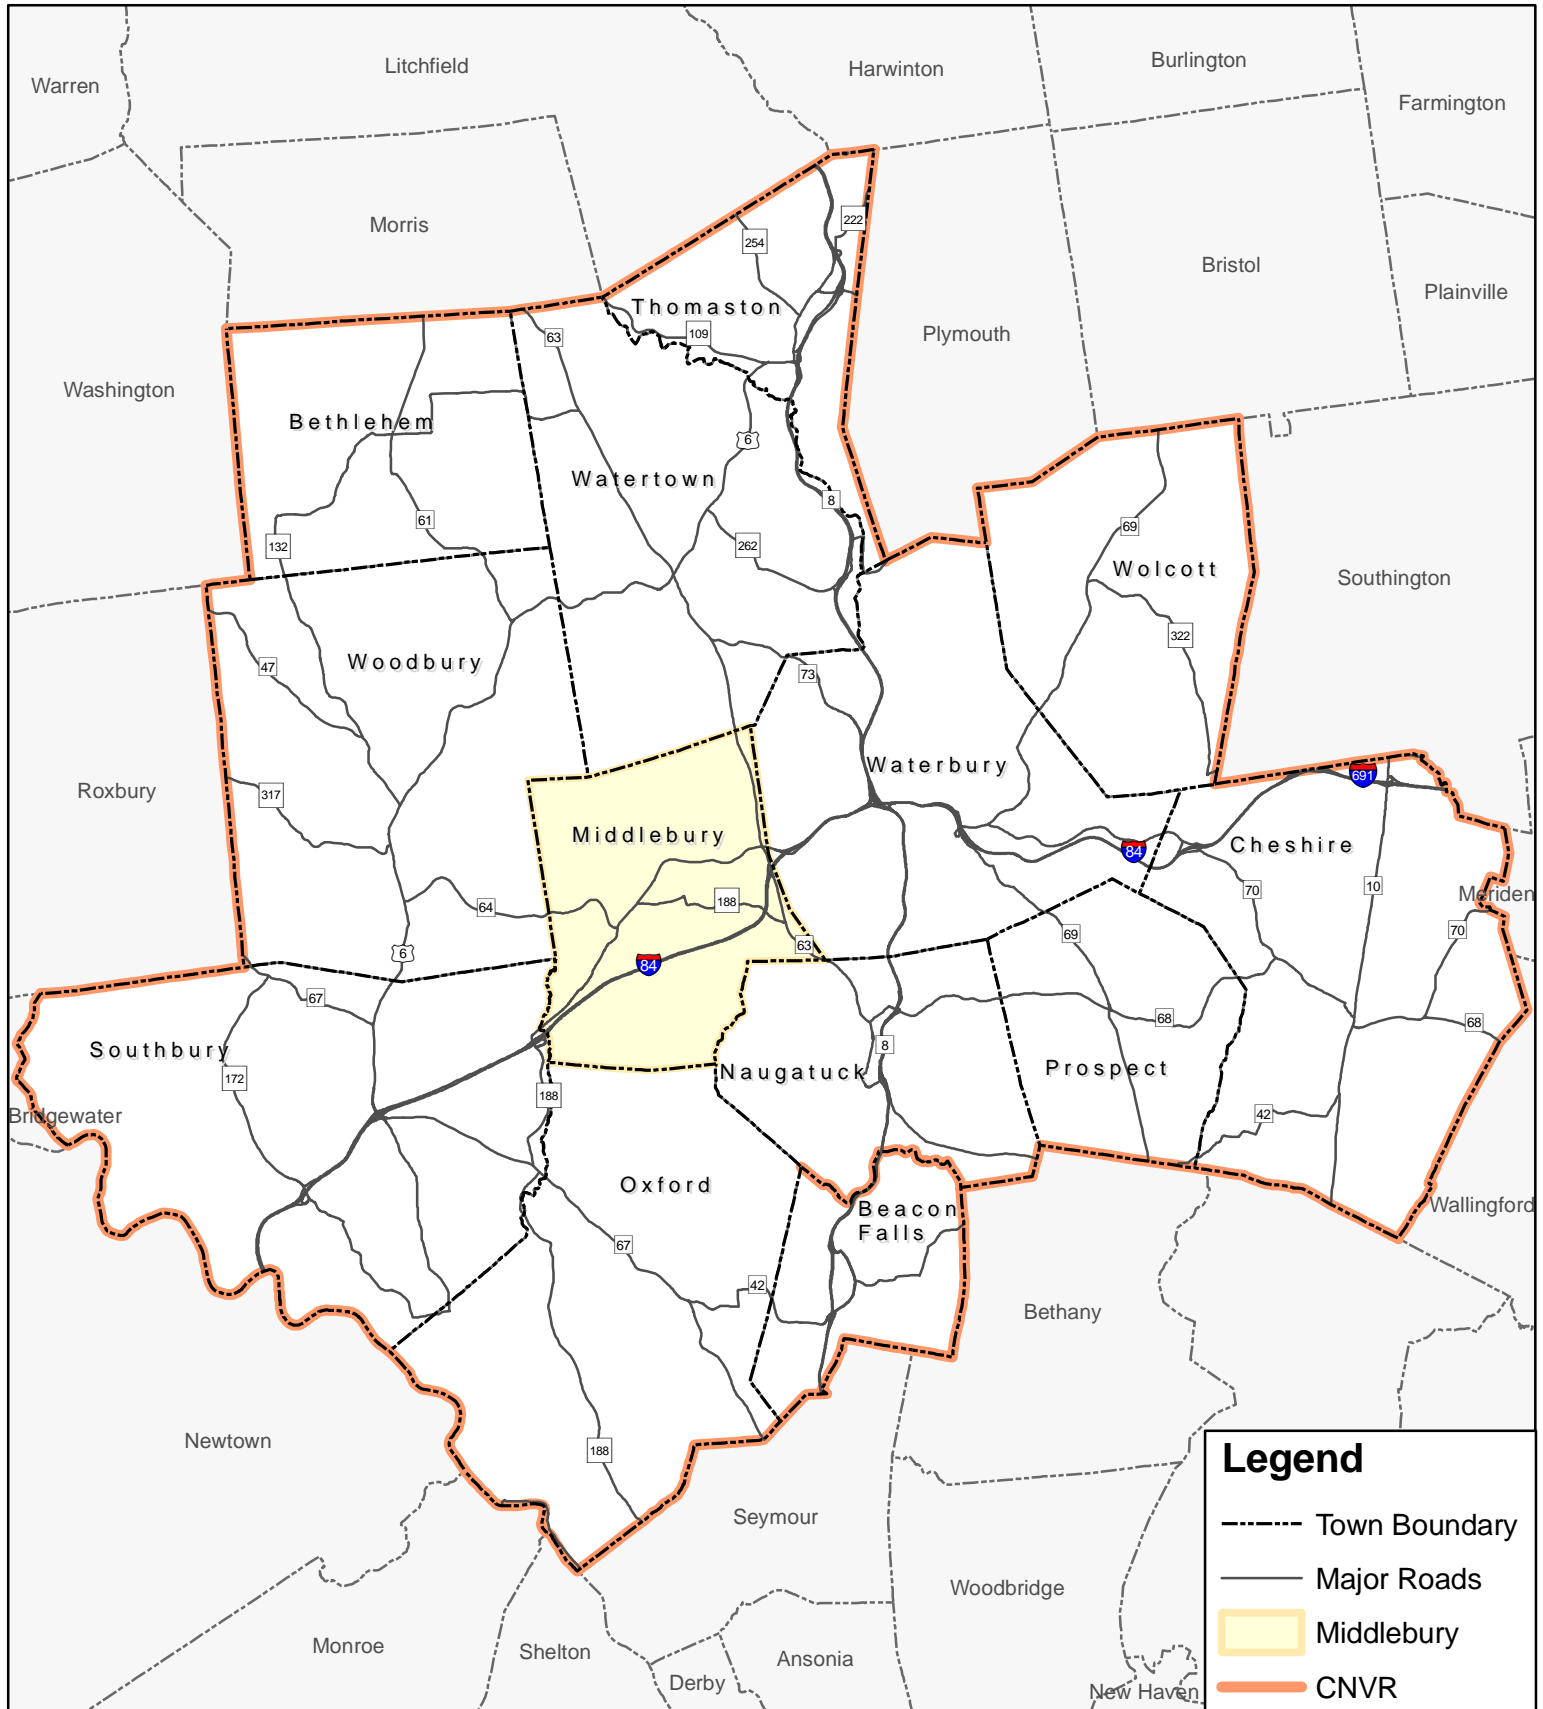 Litchfield
Harwinton
Burlington
Warren
Farmington
Morris
222
254
Bristol
Plainville
Thomaston
109
63
Plymouth
Washington
Bethlehem
6
Watertown
8
61
69
132
262
Wolcott
Southington
322
Woodbury
47
73
Waterbury
691
Roxbury
317
Middlebury
84
Cheshire
10
70
Meriden
188
64
70
69
63
6
84
67
68
68
8
Southbury
Naugatuck
Prospect
172
188
Bridgewater
42
Oxford
Beacon
Falls
Wallingford
67
42
Bethany
Newtown
188
Seymour
Woodbridge
Monroe
Shelton
Ansonia
Derby
New Haven
Legend
Town Boundary
Major Roads
Middlebury
CNVR